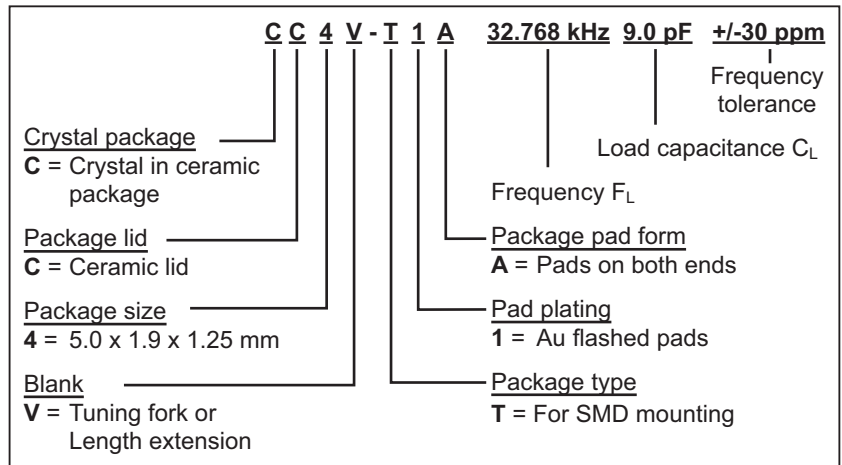 C C 4 V - T 1 A 32.768 kHz 9.0 pF +/-30 ppm
Frequency
tolerance
Load capacitance CL
Frequency FL
Crystal package
C = Crystal in ceramic
package
Package lid
C = Ceramic lid
Package size
4 = 5.0 x 1.9 x 1.25 mm
Blank
V = Tuning fork or
Length extension
Package pad form
A = Pads on both ends
Pad plating
1 = Au flashed pads
Package type
T = For SMD mounting